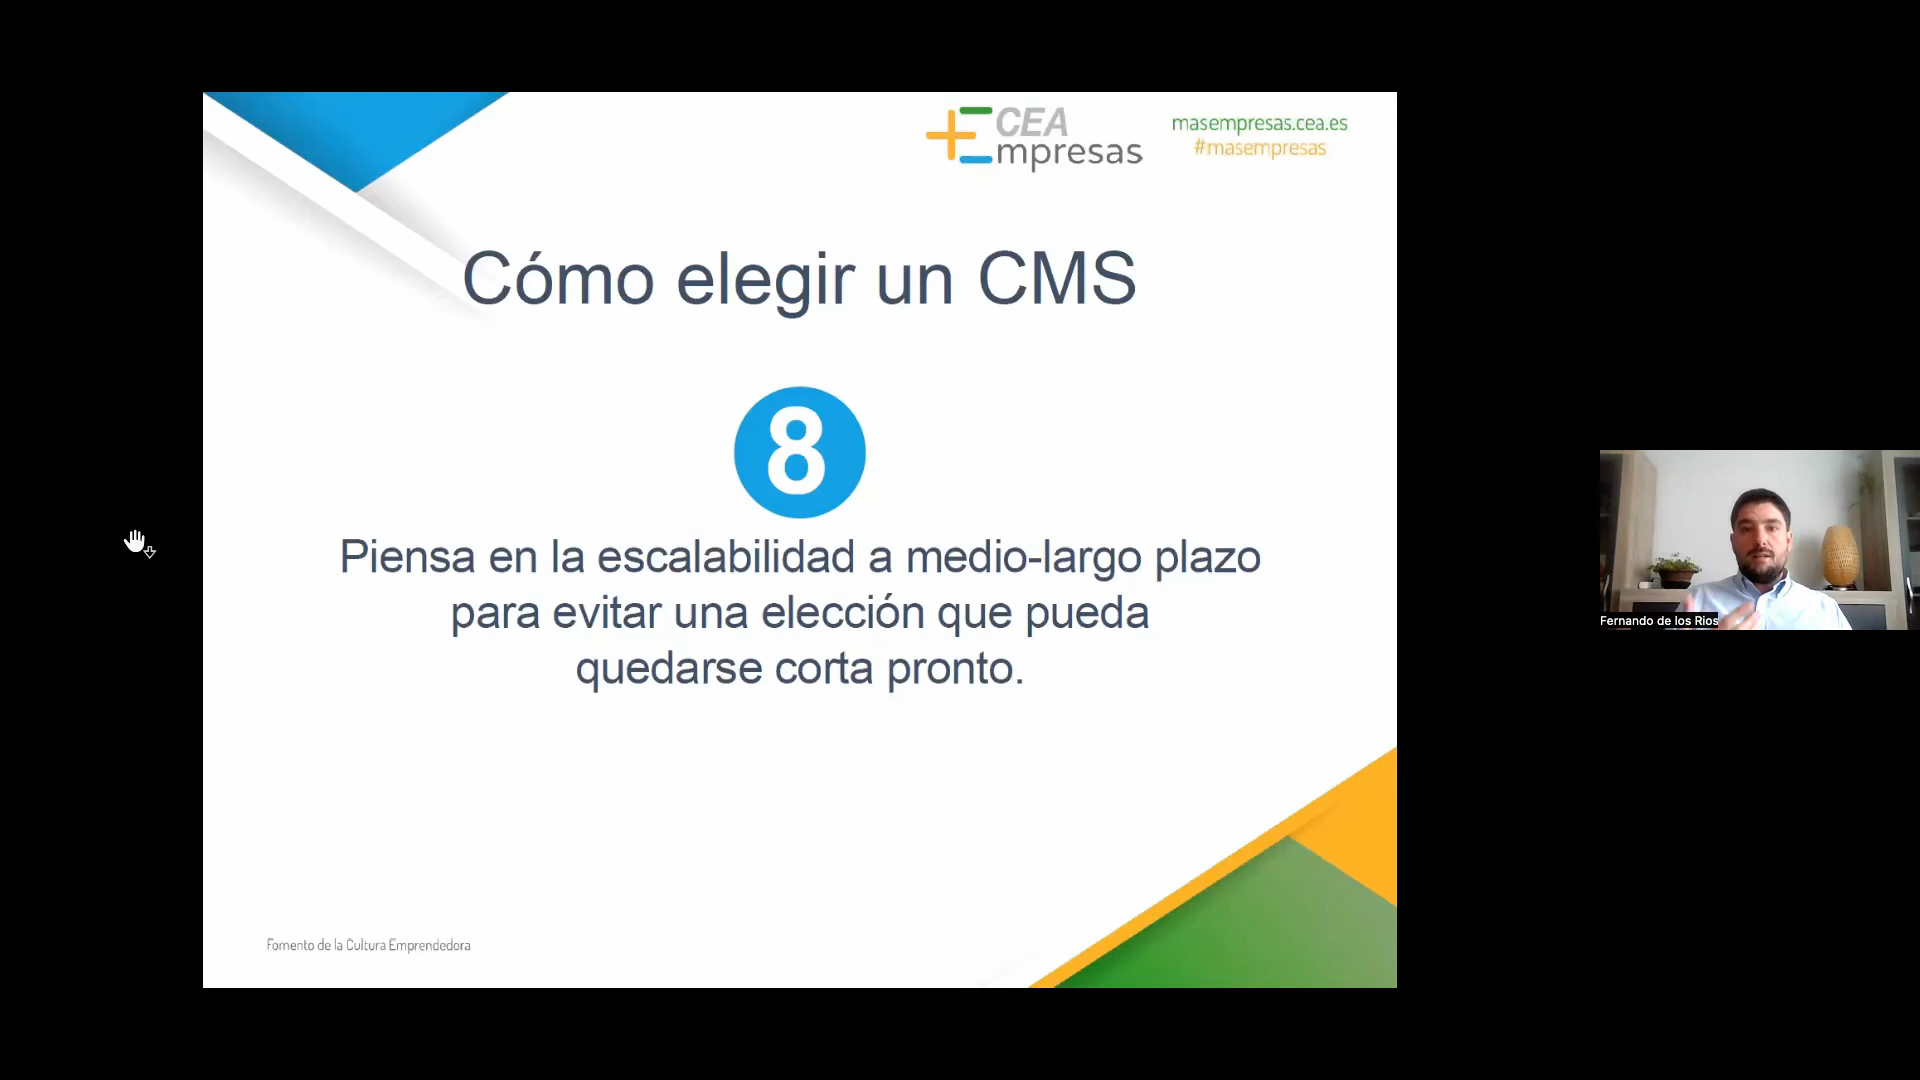 CEA
Empresas
masempresas.cea.es
#masempresas
Cómo elegir un CMS
8
Piensa en la escalabilidad a medio-largo plazo
para evitar una elección que pueda
quedarse corta pronto.
Fernando de los Rios
Fomento de la Cultura Emprendedora